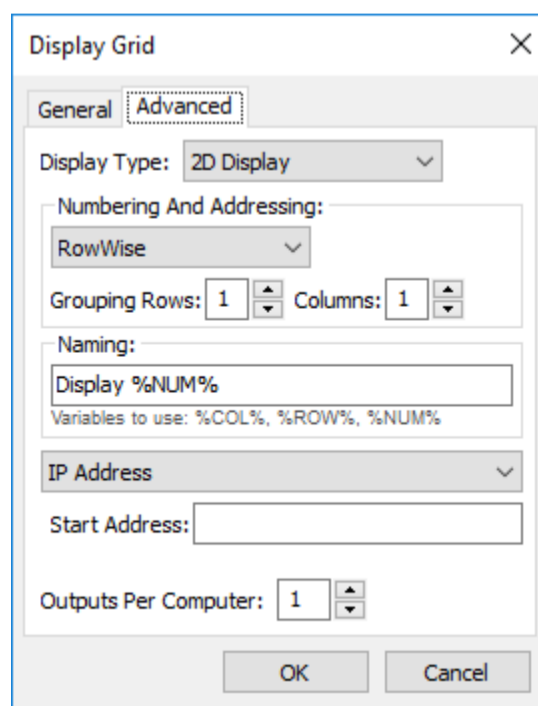 Display Grid
General Advanced
Display Type: 2D Display
Numbering And Addressing:
RowWise
Grouping Rows: 1 Columns: 1
Naming:
Display %NUM%
Variables to use: %COL%, %ROW%, %NUM%
IP Address
Start Address:
Outputs Per Computer: 1
OK Cancel